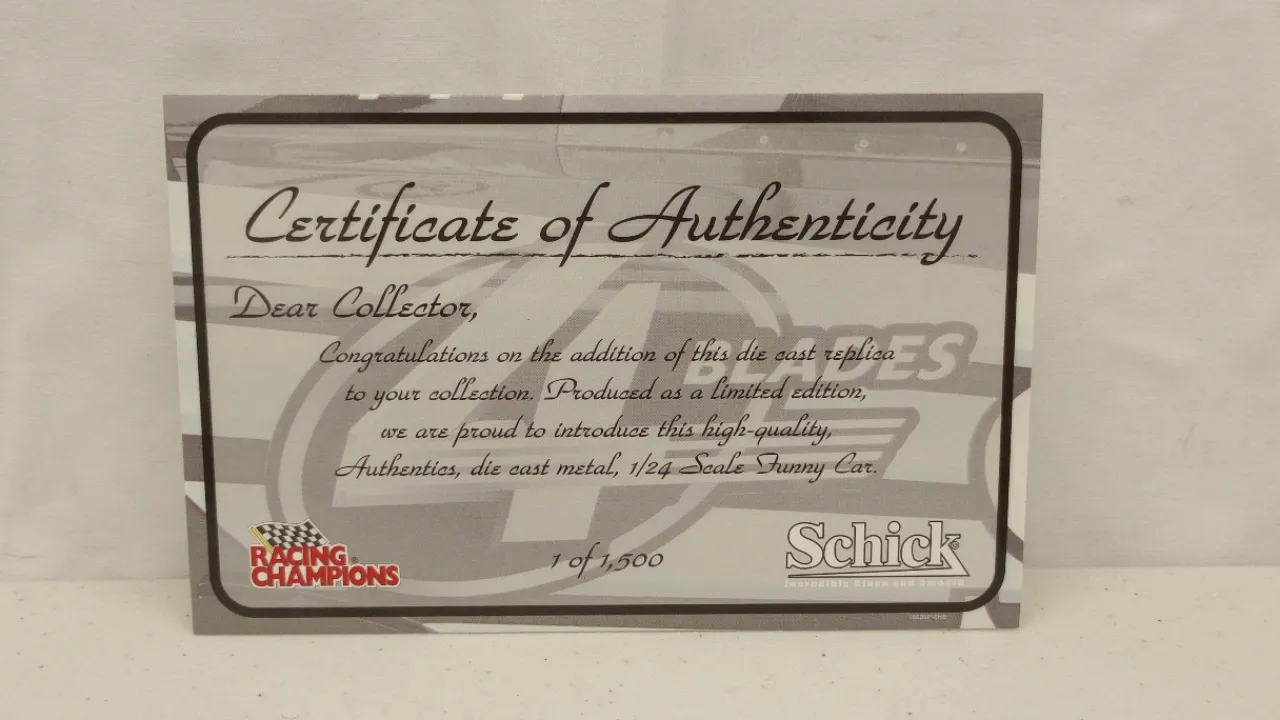 Certificate of Authenticity
Dear Collector,
4 BLADES
Congratulations on the addition of this die cast replica
to your collection. Produced as a limited edition,
we are proud to introduce this high-quality,
Authentics, die cast metal, 1/24 Scale Funny Car.
RACING
CHAMPIONS®
1 of 1,500
Schick®